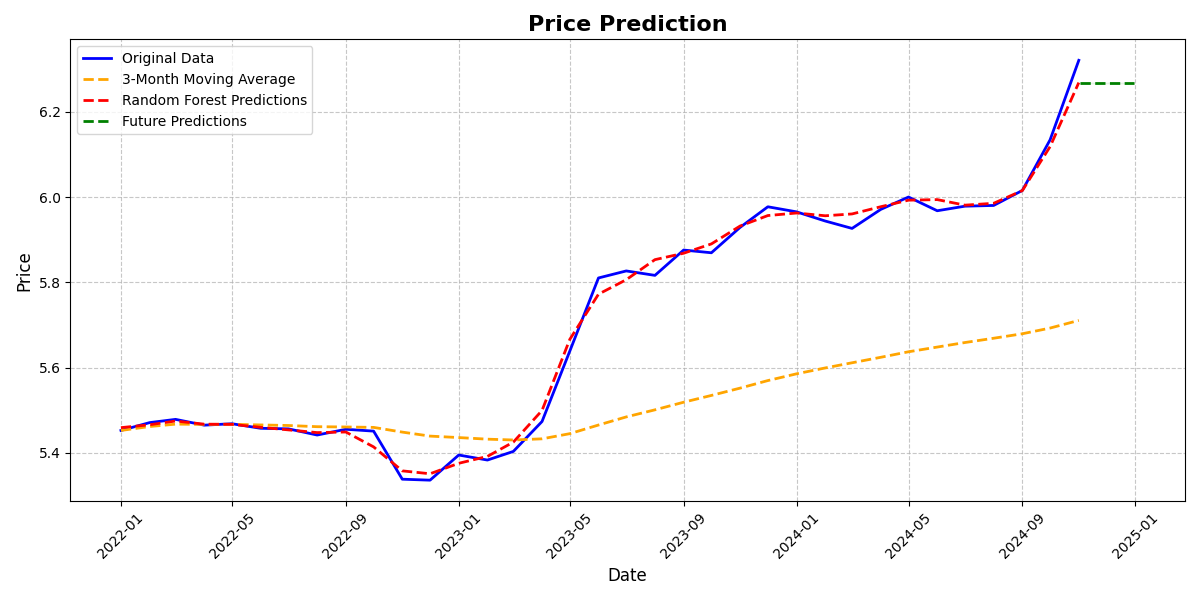 Price Prediction
Original Data
3-Month Moving Average
Random Forest Predictions
Future Predictions
Price
6.2
6.0
5.8
5.6
5.4
2022-01
2022-05
2022-09
2023-01
2023-05
2023-09
2024-01
2024-05
2024-09
2025-01
Date